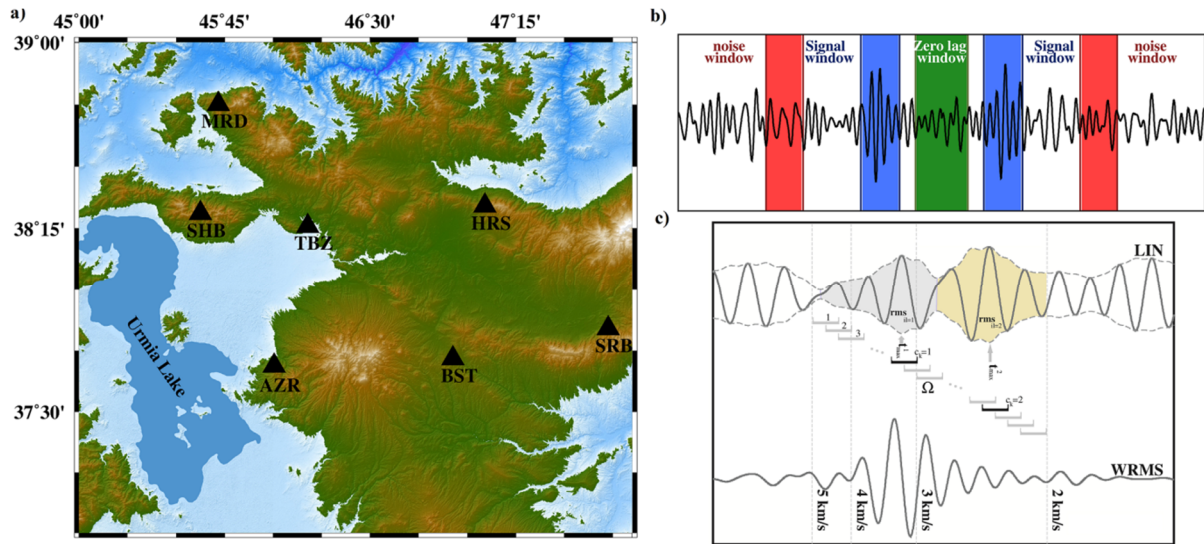 a)
45°00'
45°45'
46°30'
47°15'
39°00'
38°15'
37°30'
MRD
SHB
TBZ
HRS
SRB
BST
AZR
Urmia Lake
b)
noise
window
Signal
window
Zero lag
window
Signal
window
noise
window
c)
LIN
1
2
3
rms
rms
Ω
WRMS
5 km/s
4 km/s
3 km/s
2 km/s